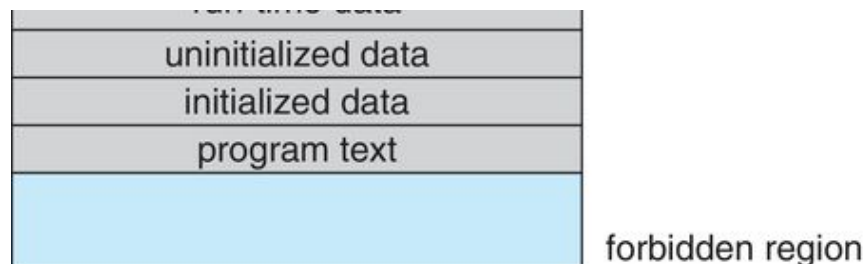 uninitialized data
initialized data
program text
forbidden region